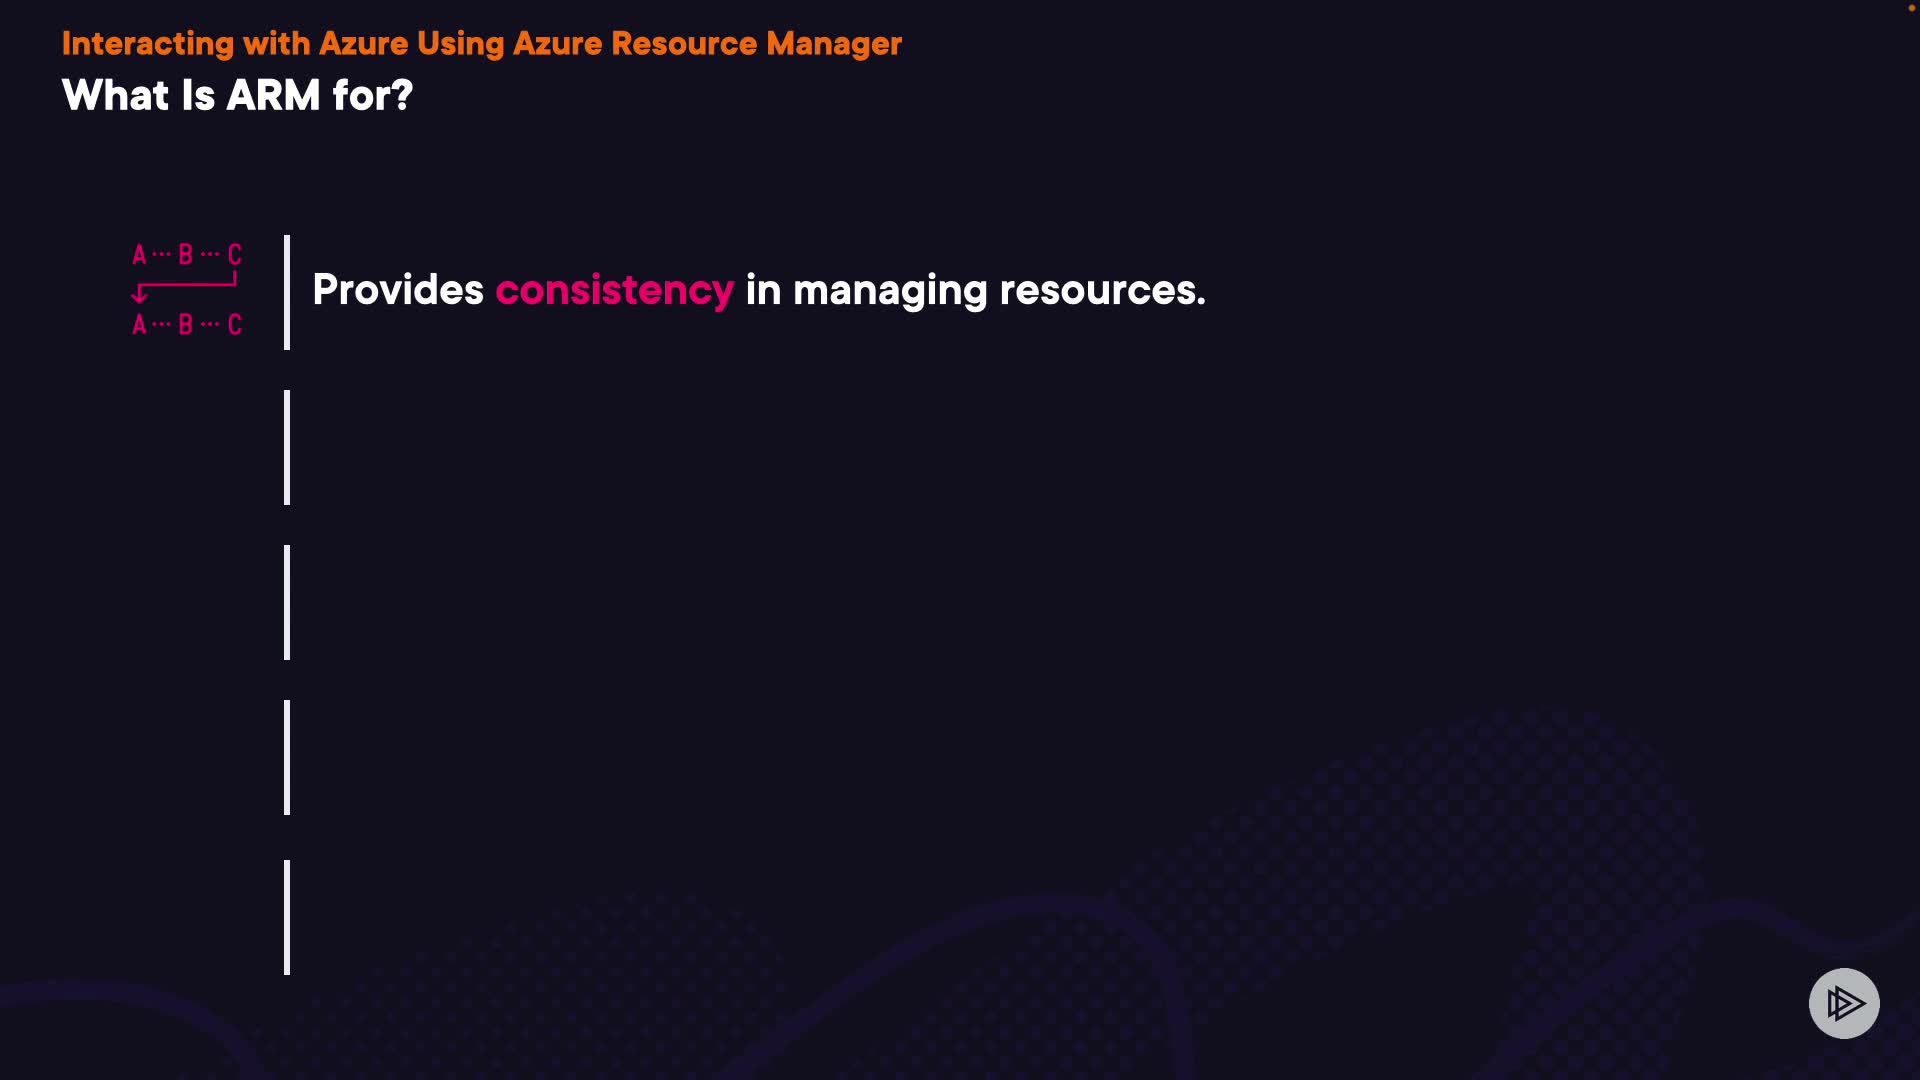 Interacting with Azure Using Azure Resource Manager
What Is ARM for?
A ··· B ··· C
Provides consistency in managing resources.
A ··· B ··· C